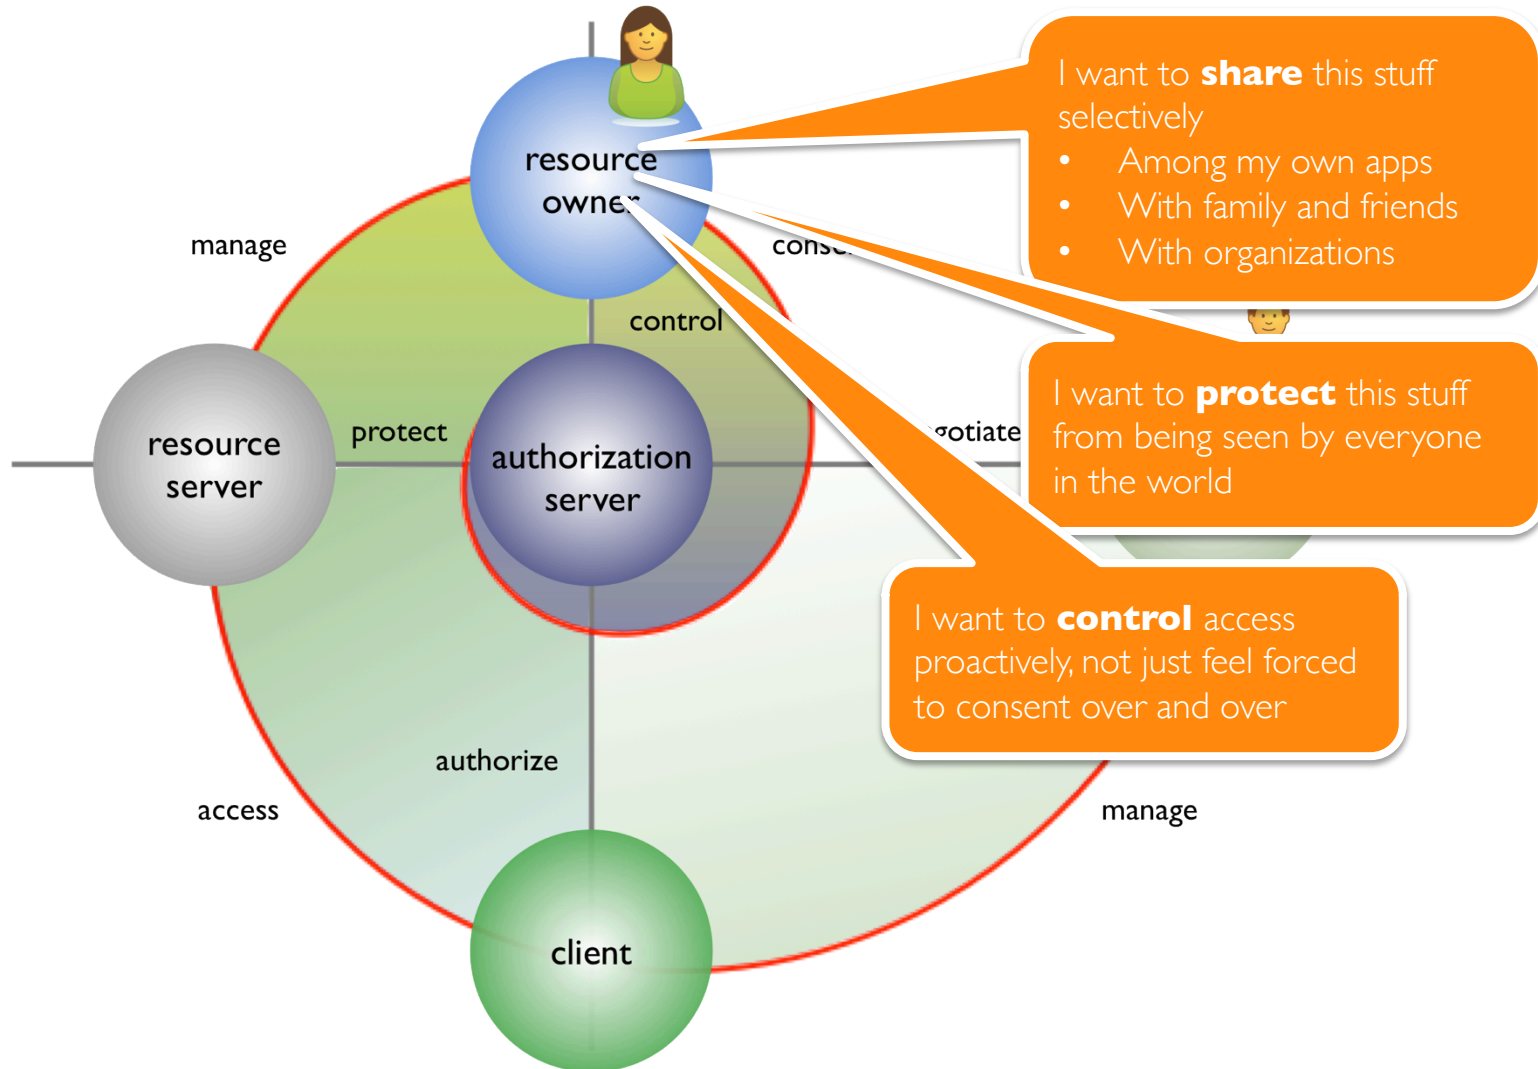 I want to share this stuff
selectively
• Among my own apps
• With family and friends
• With organizations
resource
owner
manage
control
I want to protect this stuff
from being seen by everyone
in the world
protect
resource
server
authorization
server
I want to control access
proactively, not just feel forced
to consent over and over
authorize
access
manage
client